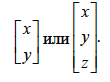 [x y] или [x y z].